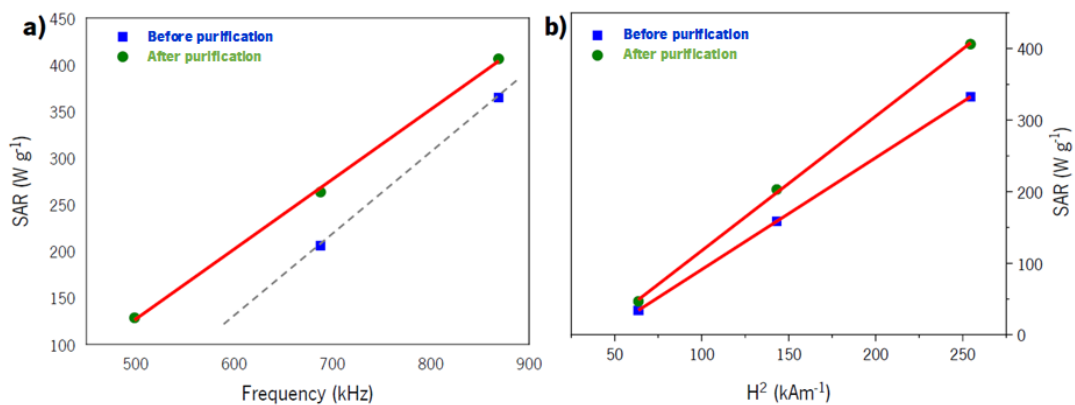 a)
Before purification
After purification
450
400
350
300
250
200
150
100
SAR (W g⁻¹)
500 600 700 800 900
Frequency (kHz)
b)
Before purification
After purification
400
300
200
100
0
SAR (W g⁻¹)
50 100 150 200 250
H² (kAm⁻¹)